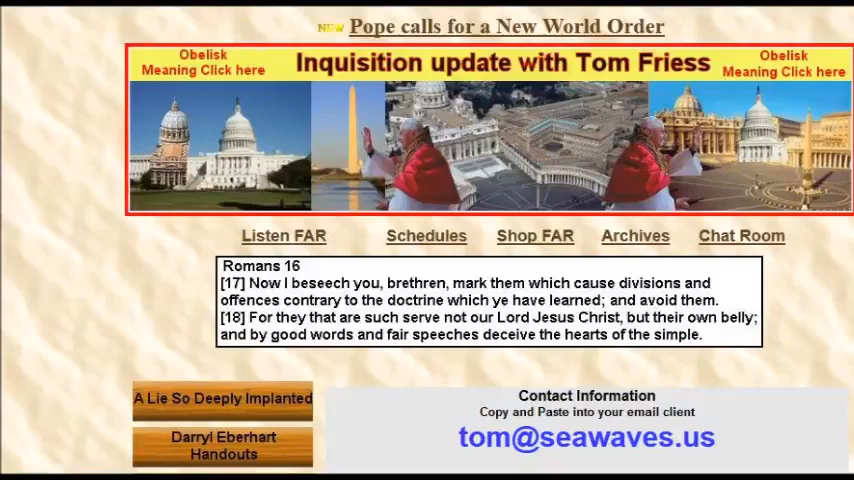 NEW Pope calls for a New World Order
Obelisk
Meaning Click here
Inquisition update with Tom Friess
Obelisk
Meaning Click here
Listen FAR Schedules Shop FAR Archives Chat Room
Romans 16
[17] Now I beseech you, brethren, mark them which cause divisions and
offences contrary to the doctrine which ye have learned; and avoid them.
[18] For they that are such serve not our Lord Jesus Christ, but their own belly;
and by good words and fair speeches deceive the hearts of the simple.
A Lie So Deeply Implanted
Darryl Eberhart
Handouts
Contact Information
Copy and Paste into your email client
tom@seawaves.us